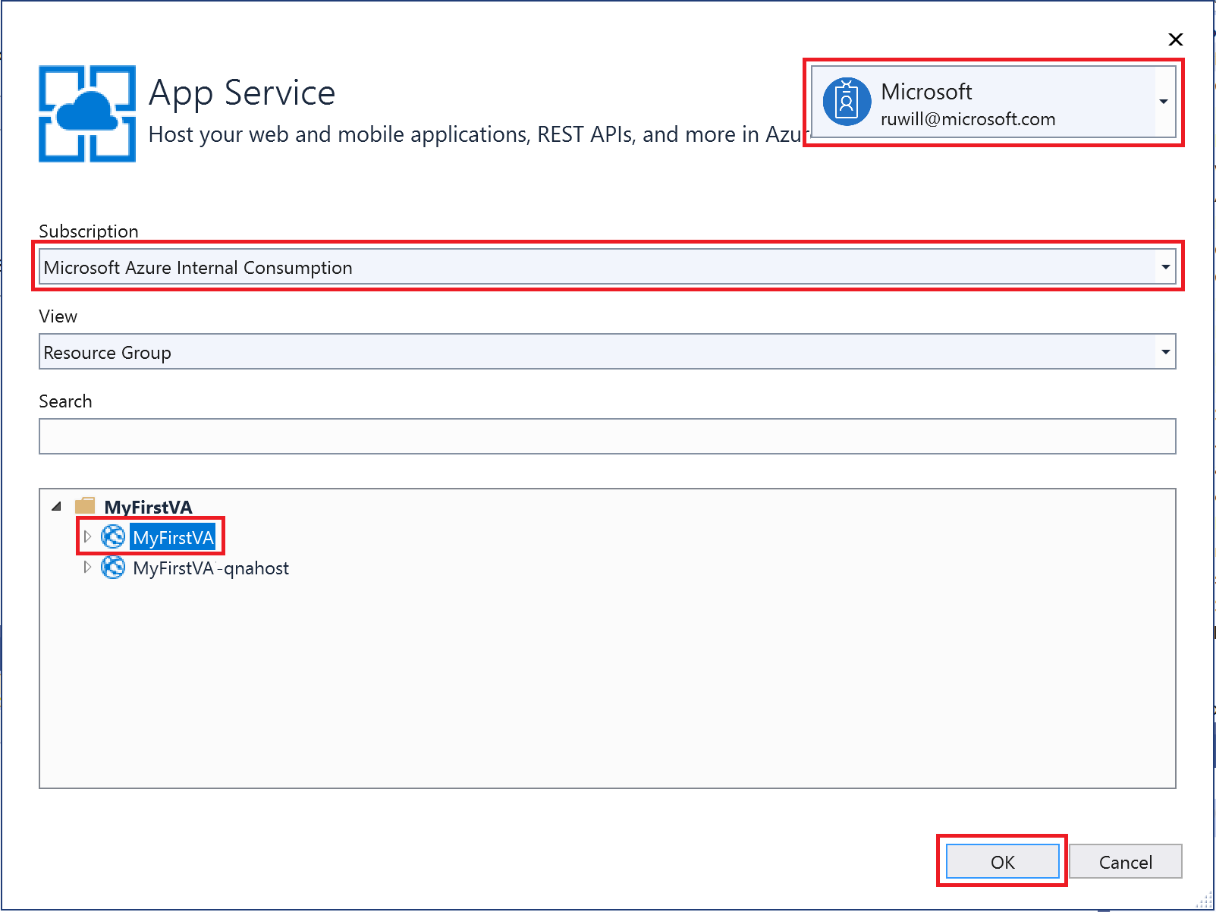 App Service
Host your web and mobile applications, REST APIs, and more in Azur
Microsoft
ruwill@microsoft.com
Subscription
Microsoft Azure Internal Consumption
View
Resource Group
Search
MyFirstVA
MyFirstVA
MyFirstVA-qnahost
OK
Cancel